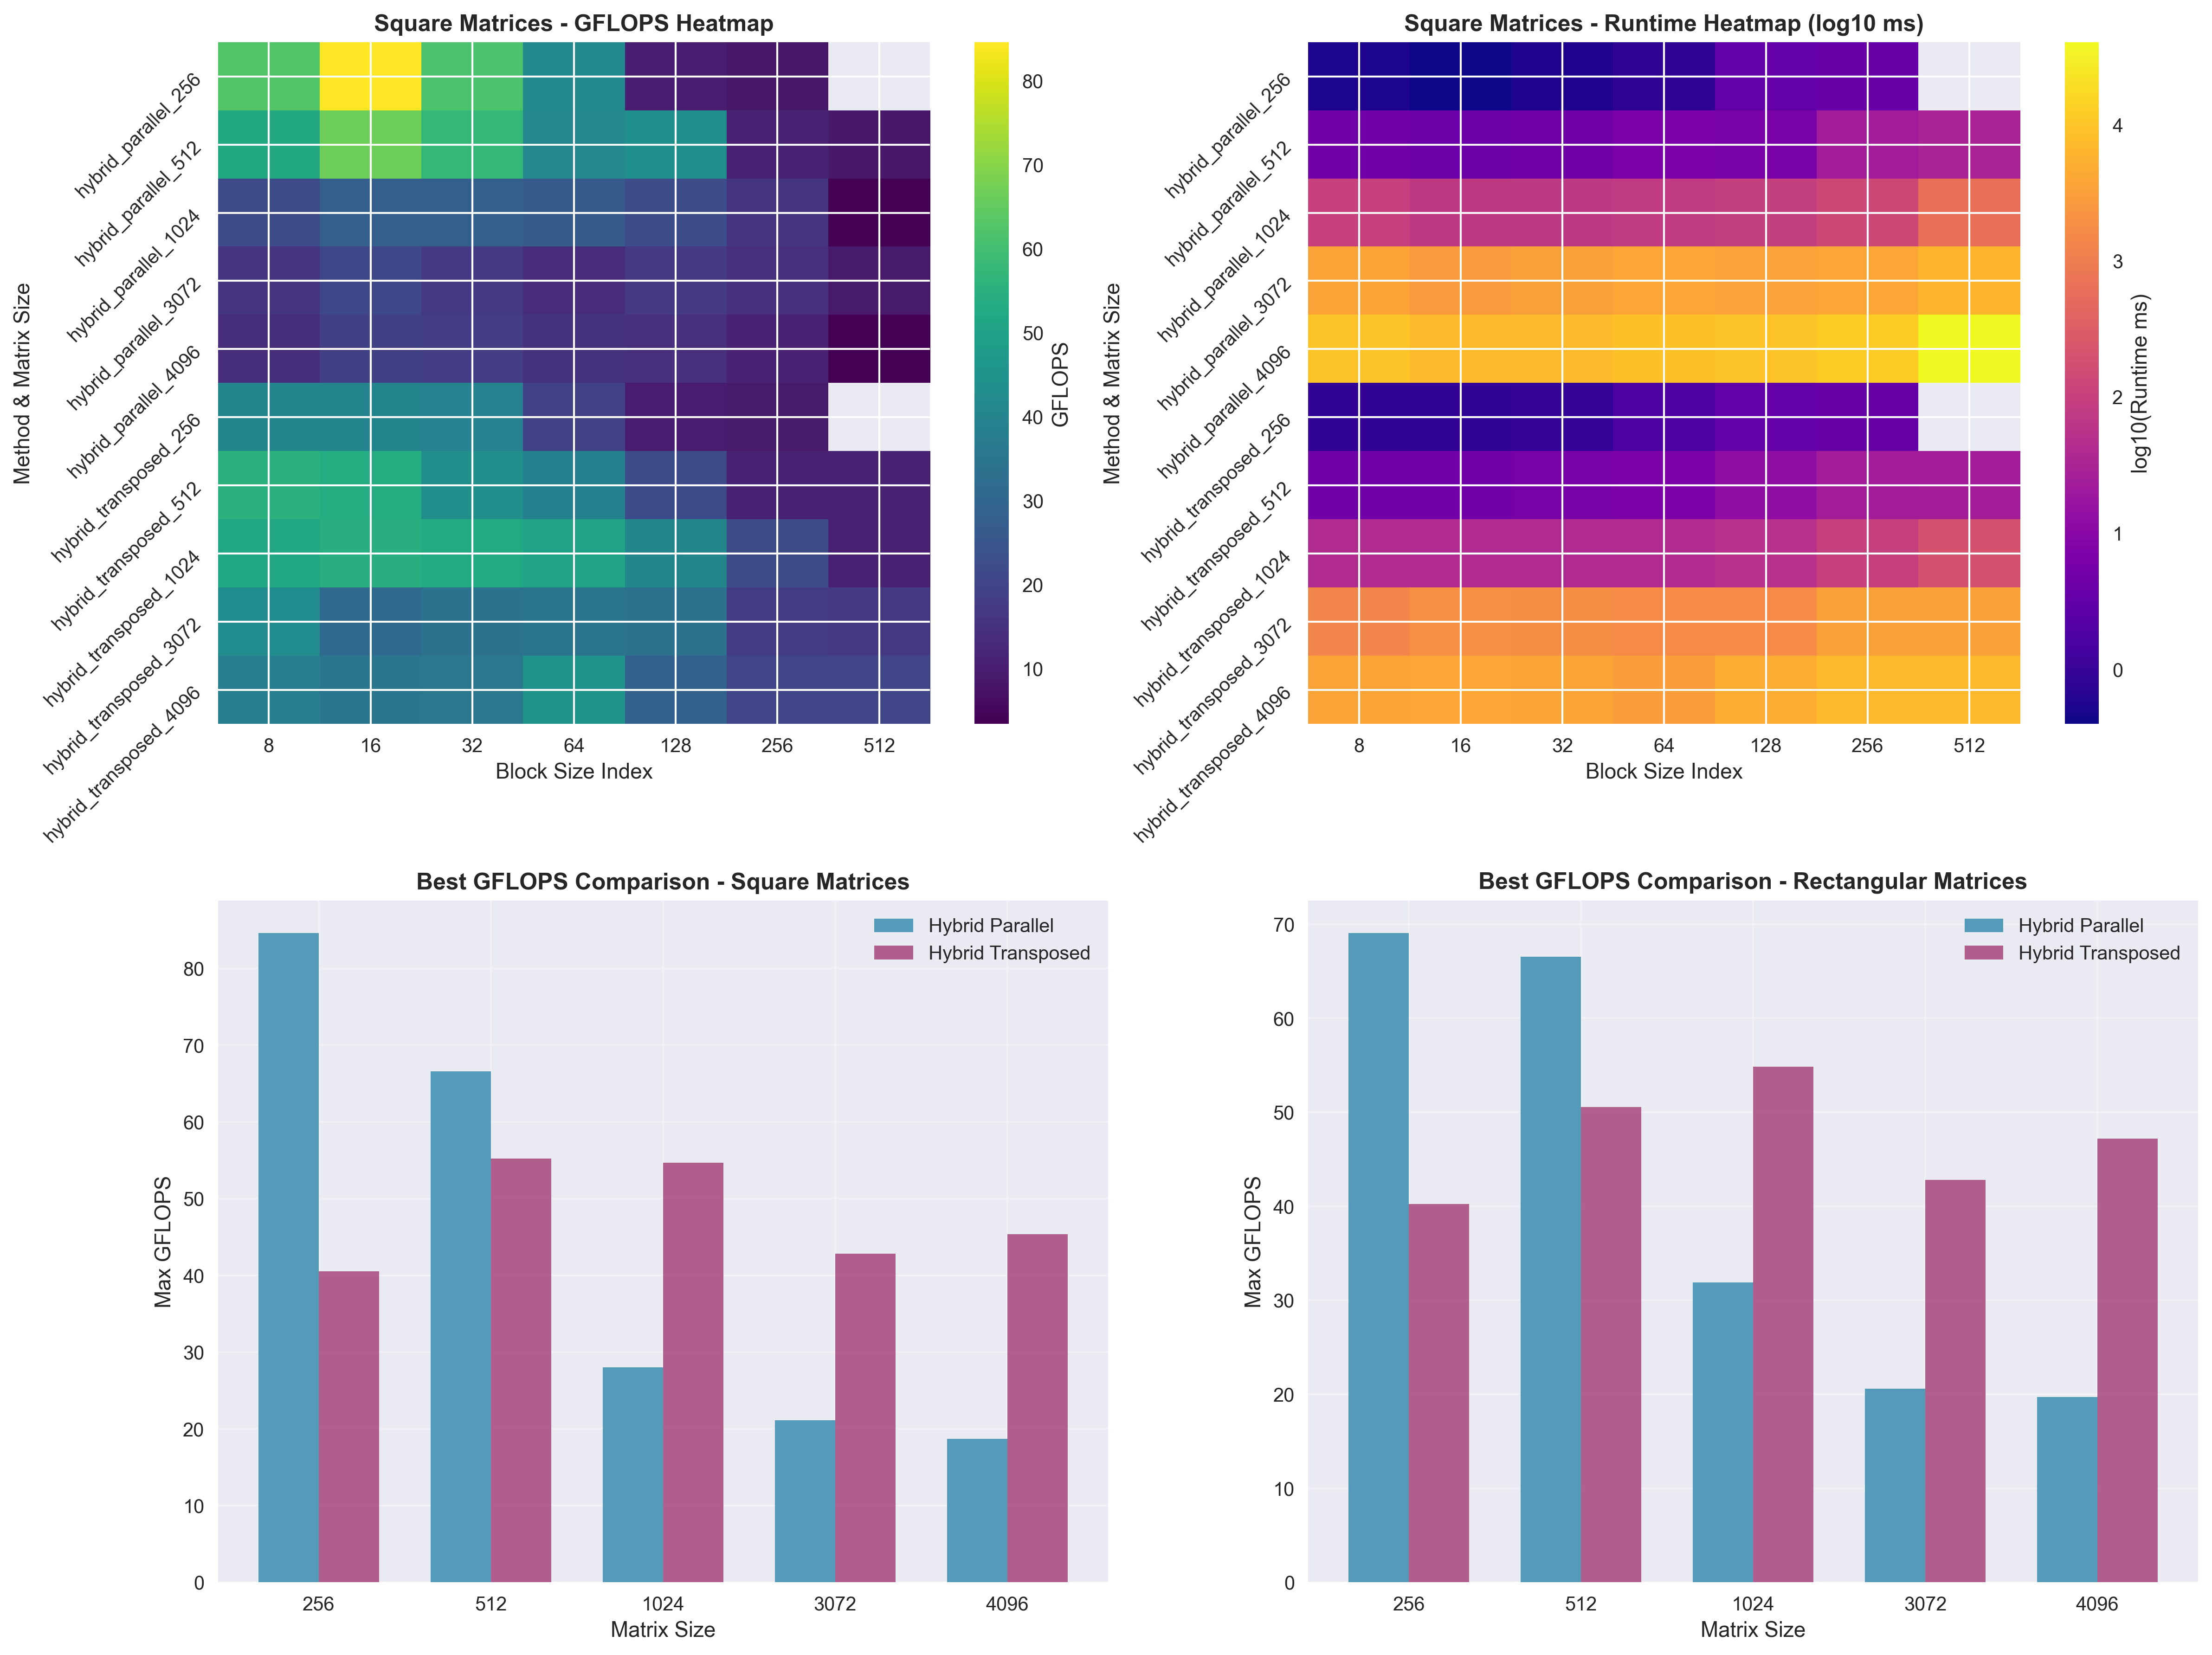 Square Matrices - GFLOPS Heatmap
Method & Matrix Size
hybrid_parallel_256
hybrid_parallel_512
hybrid_parallel_1024
hybrid_parallel_3072
hybrid_parallel_4096
hybrid_transposed_256
hybrid_transposed_512
hybrid_transposed_1024
hybrid_transposed_3072
hybrid_transposed_4096
8 16 32 64 128 256 512
Block Size Index
80
70
60
50
40
30
20
10
GFLOPS
Square Matrices - Runtime Heatmap (log10 ms)
Method & Matrix Size
hybrid_parallel_256
hybrid_parallel_512
hybrid_parallel_1024
hybrid_parallel_3072
hybrid_parallel_4096
hybrid_transposed_256
hybrid_transposed_512
hybrid_transposed_1024
hybrid_transposed_3072
hybrid_transposed_4096
8 16 32 64 128 256 512
Block Size Index
4
3
2
1
0
log10(Runtime ms)
Best GFLOPS Comparison - Square Matrices
Hybrid Parallel
Hybrid Transposed
Max GFLOPS
80
70
60
50
40
30
20
10
0
256 512 1024 3072 4096
Matrix Size
Best GFLOPS Comparison - Rectangular Matrices
Hybrid Parallel
Hybrid Transposed
Max GFLOPS
70
60
50
40
30
20
10
0
256 512 1024 3072 4096
Matrix Size